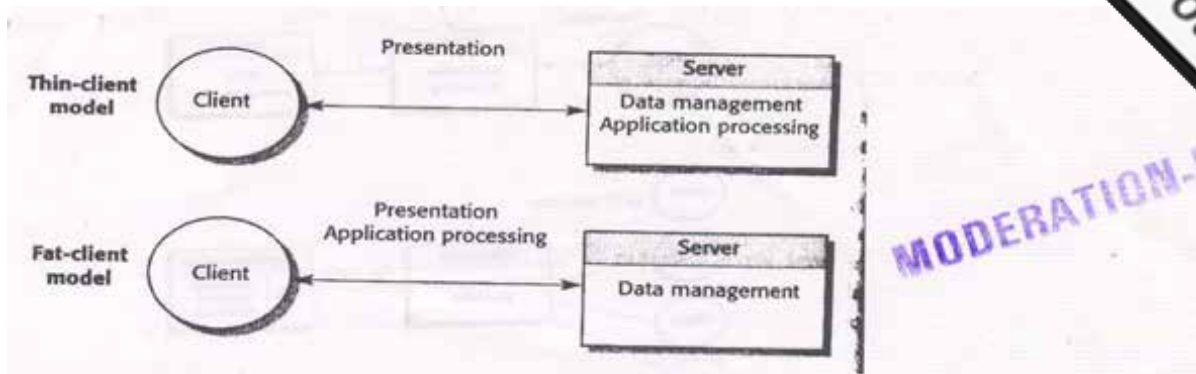 Presentation
Thin-client
model
Client
Server
Data management
Application processing
Presentation
Application processing
Fat-client
model
Client
Server
Data management
MODERATION-